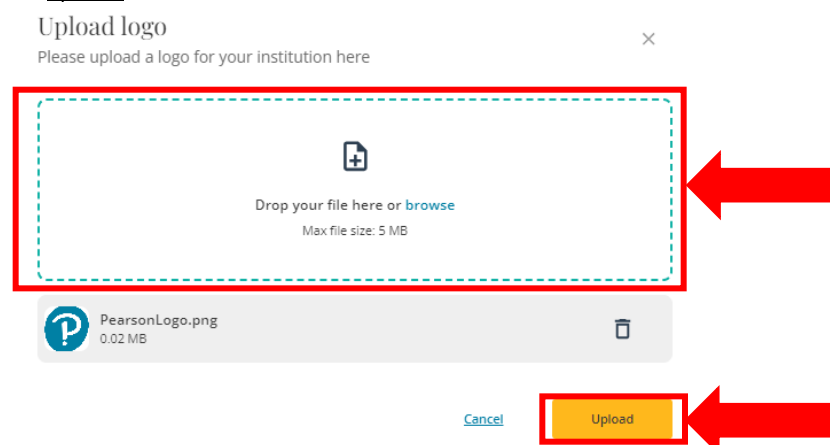 Upload logo
Please upload a logo for your institution here
Drop your file here or browse
Max file size: 5 MB
PearsonLogo.png
0.02 MB
Cancel
Upload